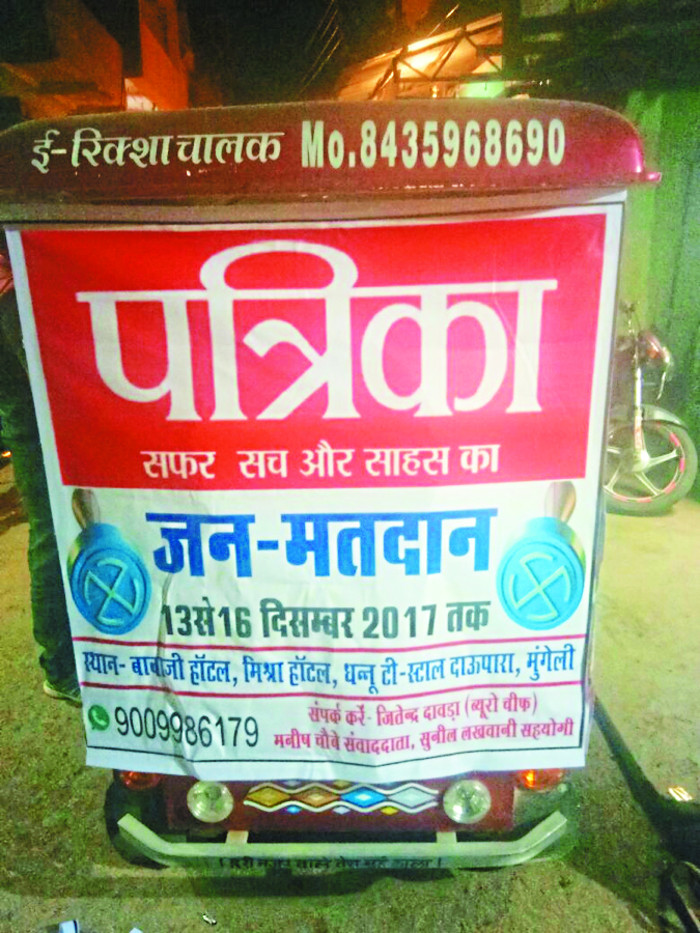 ई-रिक्शा चालक Mo.8435968690
पत्रिका
सफर सच और साहस का
जन-मतदान
13 से 16 दिसम्बर 2017 तक
स्थान- बाबाजी हॉटल, मिश्रा हॉटल, धन्नू टी-स्टाल दाऊपारा, मुंगेली
संपर्क करें- जितेन्द्र दावड़ा (ब्यूरो चीफ)
9009986179
मनीष चौबे संवाददाता, सुनील लखवानी सहयोगी